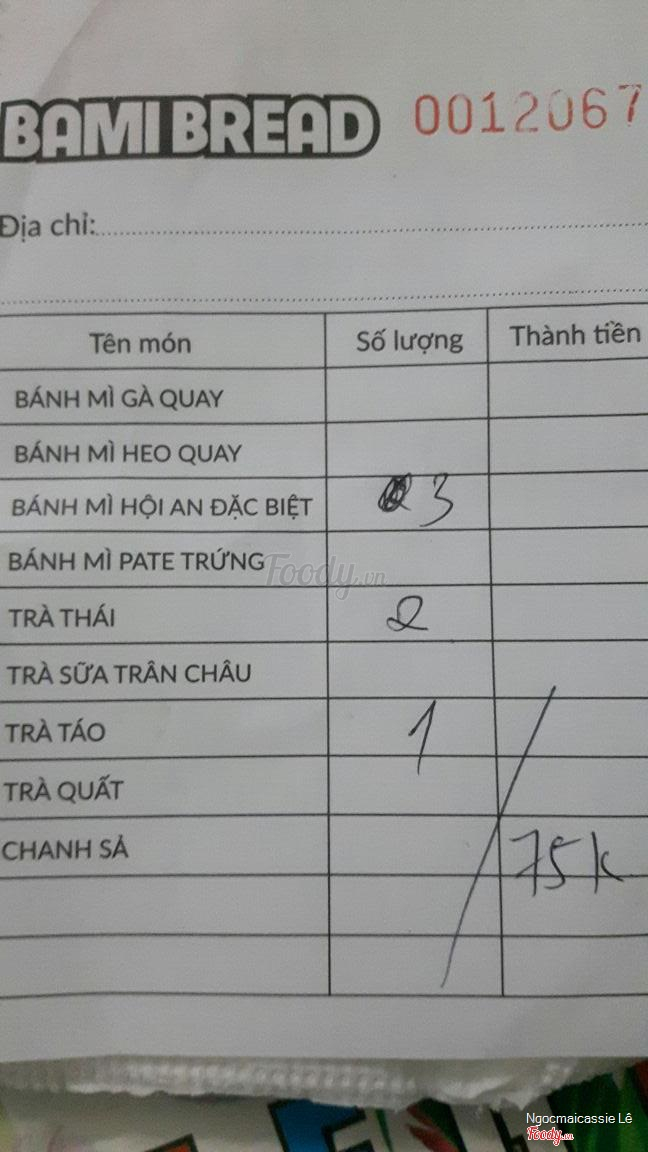 BAMI BREAD 0012067
Địa chỉ:
Tên món Số lượng Thành tiền
BÁNH MÌ GÀ QUAY
BÁNH MÌ HEO QUAY
BÁNH MÌ HỘI AN ĐẶC BIỆT 3
BÁNH MÌ PATE TRỨNG
Foody.vn
TRÀ THÁI 2
TRÀ SỮA TRÂN CHÂU
TRÀ TÁO 1
TRÀ QUẤT
CHANH SẢ 75k
Ngocmaicassie Lê
Foody.vn